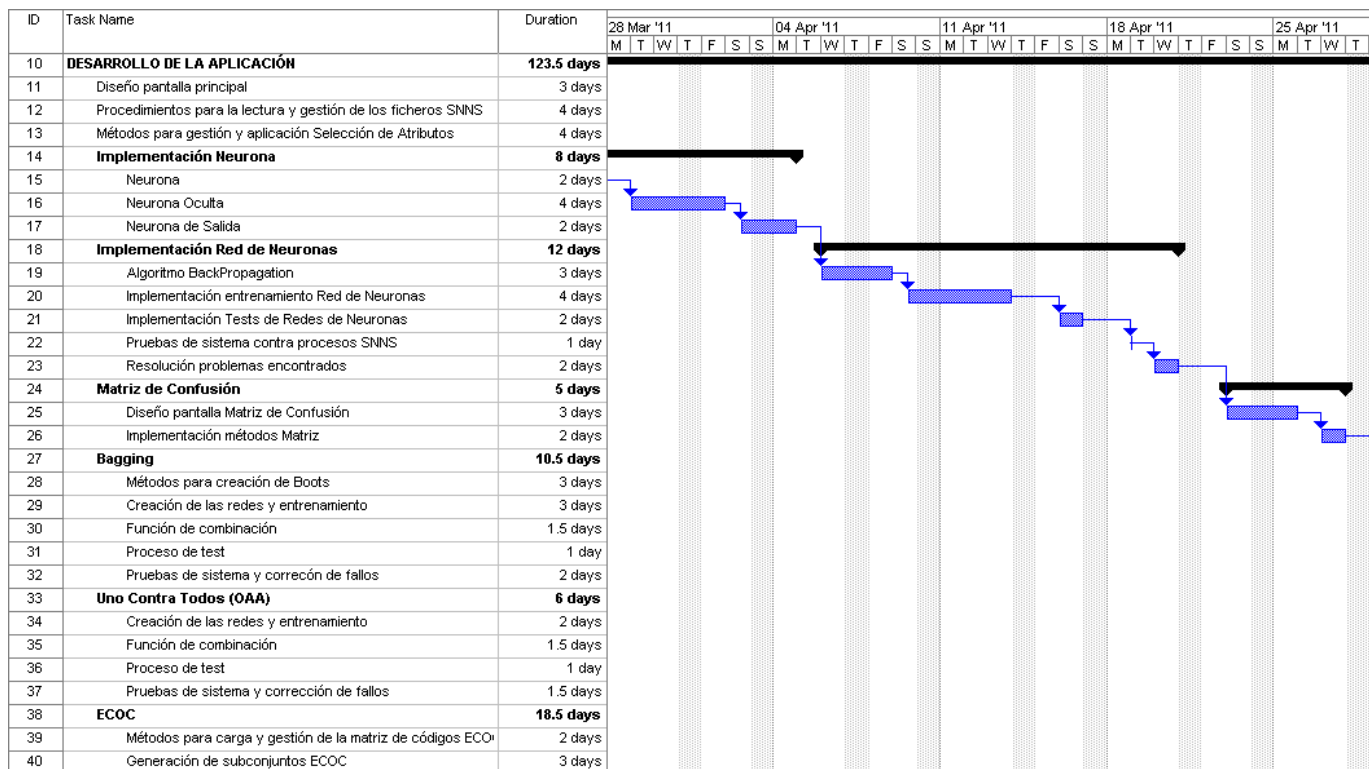 ID Task Name Duration 28 Mar '11 04 Apr '11 11 Apr '11 18 Apr '11 25 Apr '11
M T W T F S S M T W T F S S M T W T F S S M T W T F S S M T W T
10 DESARROLLO DE LA APLICACIÓN 123.5 days
11 Diseño pantalla principal 3 days
12 Procedimientos para la lectura y gestión de los ficheros SNNS 4 days
13 Métodos para gestión y aplicación Selección de Atributos 4 days
14 Implementación Neurona 8 days
15 Neurona 2 days
16 Neurona Oculta 4 days
17 Neurona de Salida 2 days
18 Implementación Red de Neuronas 12 days
19 Algoritmo BackPropagation 3 days
20 Implementación entrenamiento Red de Neuronas 4 days
21 Implementación Tests de Redes de Neuronas 2 days
22 Pruebas de sistema contra procesos SNNS 1 day
23 Resolución problemas encontrados 2 days
24 Matriz de Confusión 5 days
25 Diseño pantalla Matriz de Confusión 3 days
26 Implementación métodos Matriz 2 days
27 Bagging 10.5 days
28 Métodos para creación de Boots 3 days
29 Creación de las redes y entrenamiento 3 days
30 Función de combinación 1.5 days
31 Proceso de test 1 day
32 Pruebas de sistema y correcón de fallos 2 days
33 Uno Contra Todos (OAA) 6 days
34 Creación de las redes y entrenamiento 2 days
35 Función de combinación 1.5 days
36 Proceso de test 1 day
37 Pruebas de sistema y corrección de fallos 1.5 days
38 ECOC 18.5 days
39 Métodos para carga y gestión de la matriz de códigos ECO 2 days
40 Generación de subconjuntos ECOC 3 days